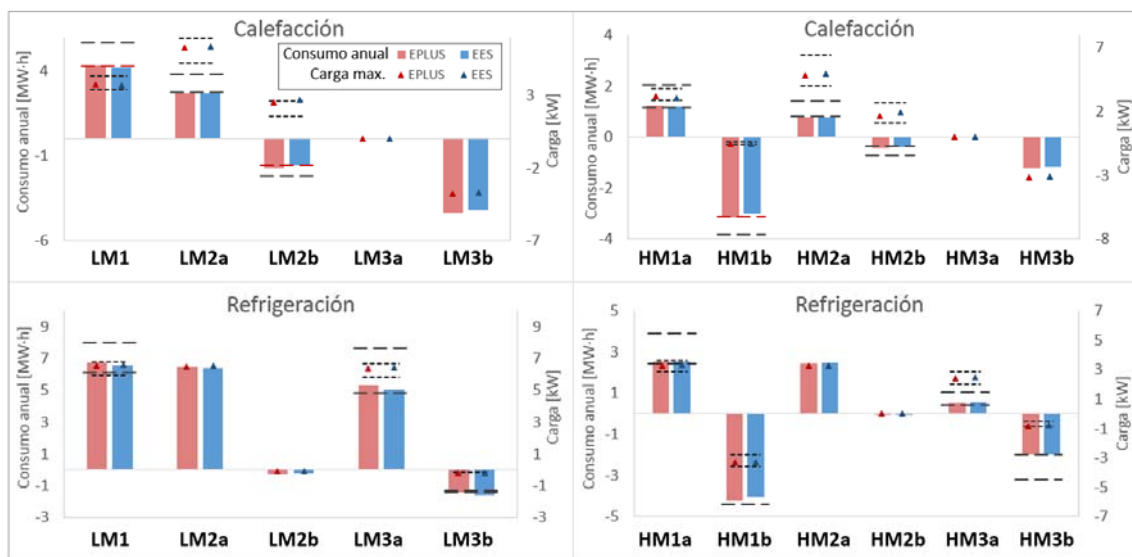 Calefacción
Consumo anual [MW·h]
4
-1
-6
Consumo anual EPLUS EES
Carga max. EPLUS EES
3
-2
-7
Carga [kW]
LM1 LM2a LM2b LM3a LM3b
Calefacción
Consumo anual [MW·h]
4
2
0
-2
-4
7
2
-3
-8
Carga [kW]
HM1a HM1b HM2a HM2b HM3a HM3b
Refrigeración
Consumo anual [MW·h]
9
7
5
3
1
-1
-3
9
7
5
3
1
-1
-3
Carga [kW]
LM1 LM2a LM2b LM3a LM3b
Refrigeración
Consumo anual [MW·h]
5
3
1
-1
-3
-5
7
5
3
1
-1
-3
-5
-7
Carga [kW]
HM1a HM1b HM2a HM2b HM3a HM3b